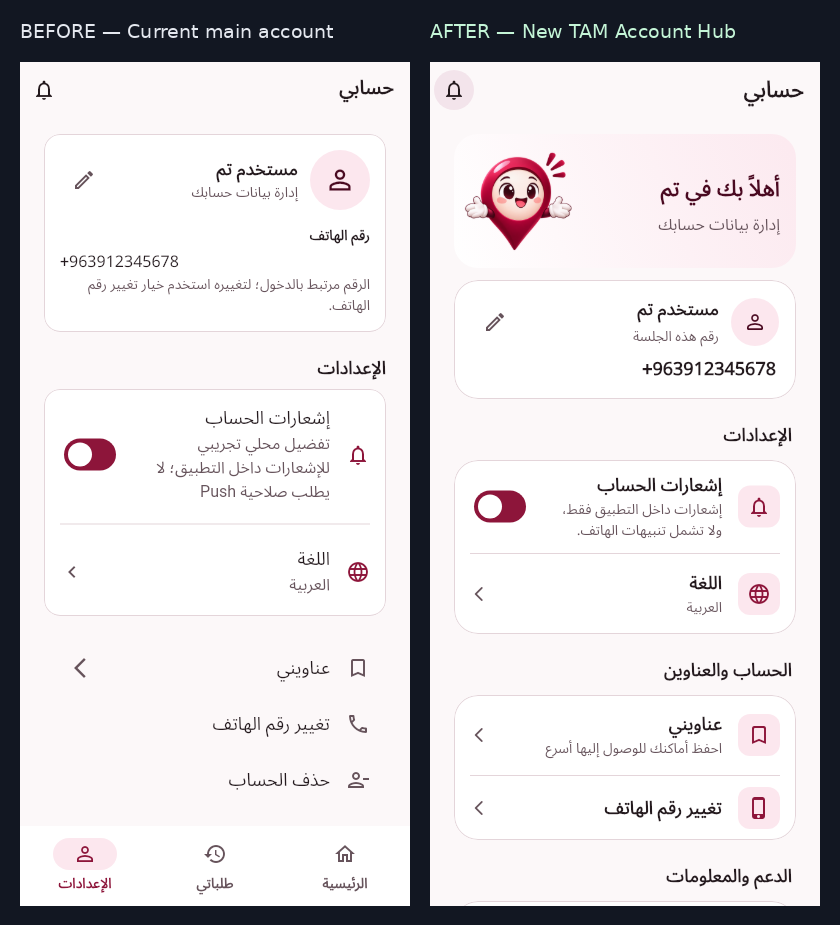 BEFORE — Current main account
حسابي
مستخدم تم
إدارة بيانات حسابك
رقم الهاتف
+963912345678
الرقم مرتبط بالدخول؛ لتغييره استخدم خيار تغيير رقم
الهاتف.
الإعدادات
إشعارات الحساب
تفضيل محلي تجريبي
للإشعارات داخل التطبيق؛ لا
يطلب صلاحية Push
اللغة
العربية
عناويني
تغيير رقم الهاتف
حذف الحساب
الرئيسية
طلباتي
الإعدادات
AFTER — New TAM Account Hub
حسابي
أهلاً بك في تم
إدارة بيانات حسابك
مستخدم تم
رقم هذه الجلسة
+963912345678
الإعدادات
إشعارات الحساب
إشعارات داخل التطبيق فقط،
ولا تشمل تنبيهات الهاتف.
اللغة
العربية
الحساب والعناوين
عناويني
احفظ أماكنك للوصول إليها أسرع
تغيير رقم الهاتف
الدعم والمعلومات